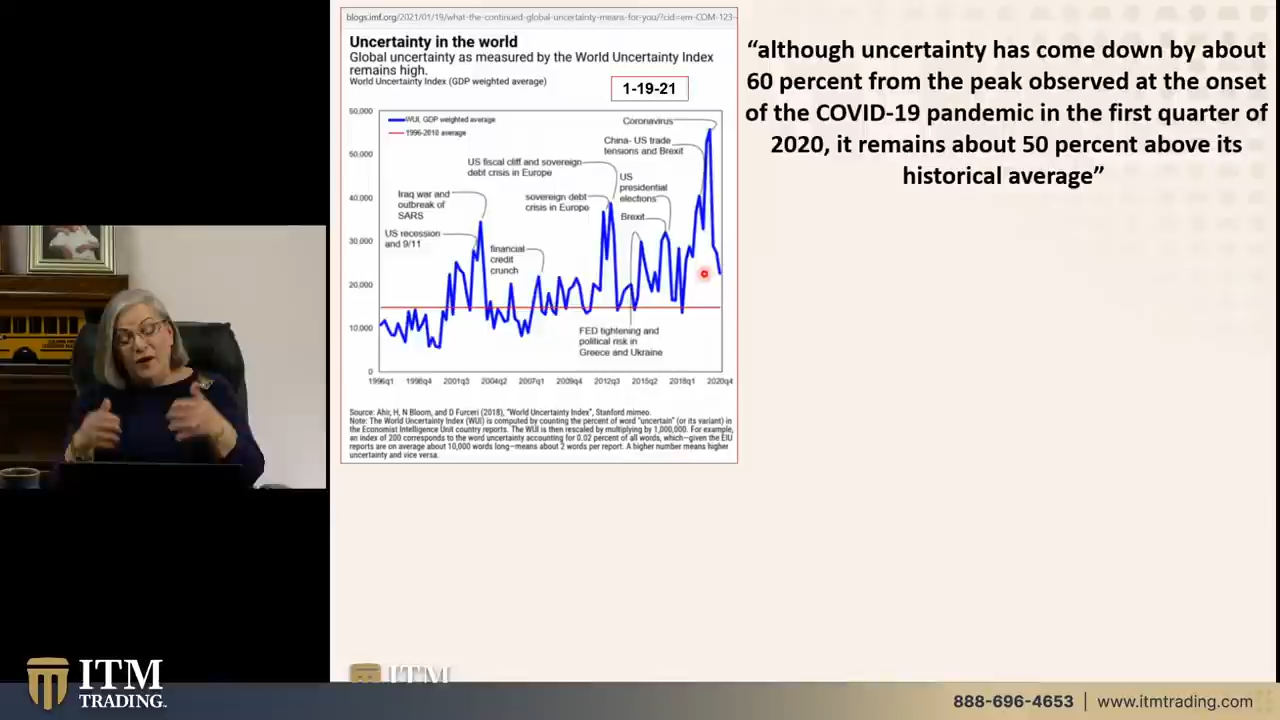 blogs.imf.org/2021/01/19/what-the-continued-global-uncertainty-means-for-you/?cid=em-COM-123-
Uncertainty in the world
Global uncertainty as measured by the World Uncertainty Index
remains high.
World Uncertainty Index (GDP weighted average)
1-19-21
60,000
50,000
40,000
30,000
20,000
10,000
0
WUI, GDP weighted average
1996-2010 average
Coronavirus
China- US trade
tensions and Brexit
US fiscal cliff and sovereign
debt crisis in Europe
US
presidential
elections
Iraq war and
outbreak of
SARS
sovereign debt
crisis in Europe
Brexit
US recession
and 9/11
financial
credit
crunch
FED tightening and
political risk in
Greece and Ukraine
1996q1 1998q4 2001q3 2004q2 2007q1 2009q4 2012q3 2015q2 2018q1 2020q4
Source: Ahir, H, N Bloom, and D Furceri (2018), "World Uncertainty Index", Stanford mimeo.
Note: The World Uncertainty Index (WUI) is computed by counting the percent of word "uncertain" (or its variant) in
the Economist Intelligence Unit country reports. The WUI is then rescaled by multiplying by 1,000,000. For example,
an index of 200 corresponds to the word uncertainty accounting for 0.02 percent of all words, which—given the EIU
reports are on average about 10,000 words long—means about 2 words per report. A higher number means higher
uncertainty and vice versa.
“although uncertainty has come down by about
60 percent from the peak observed at the onset
of the COVID-19 pandemic in the first quarter of
2020, it remains about 50 percent above its
historical average”
ITM
ITM
TRADING.
888-696-4653 | www.itmtrading.com